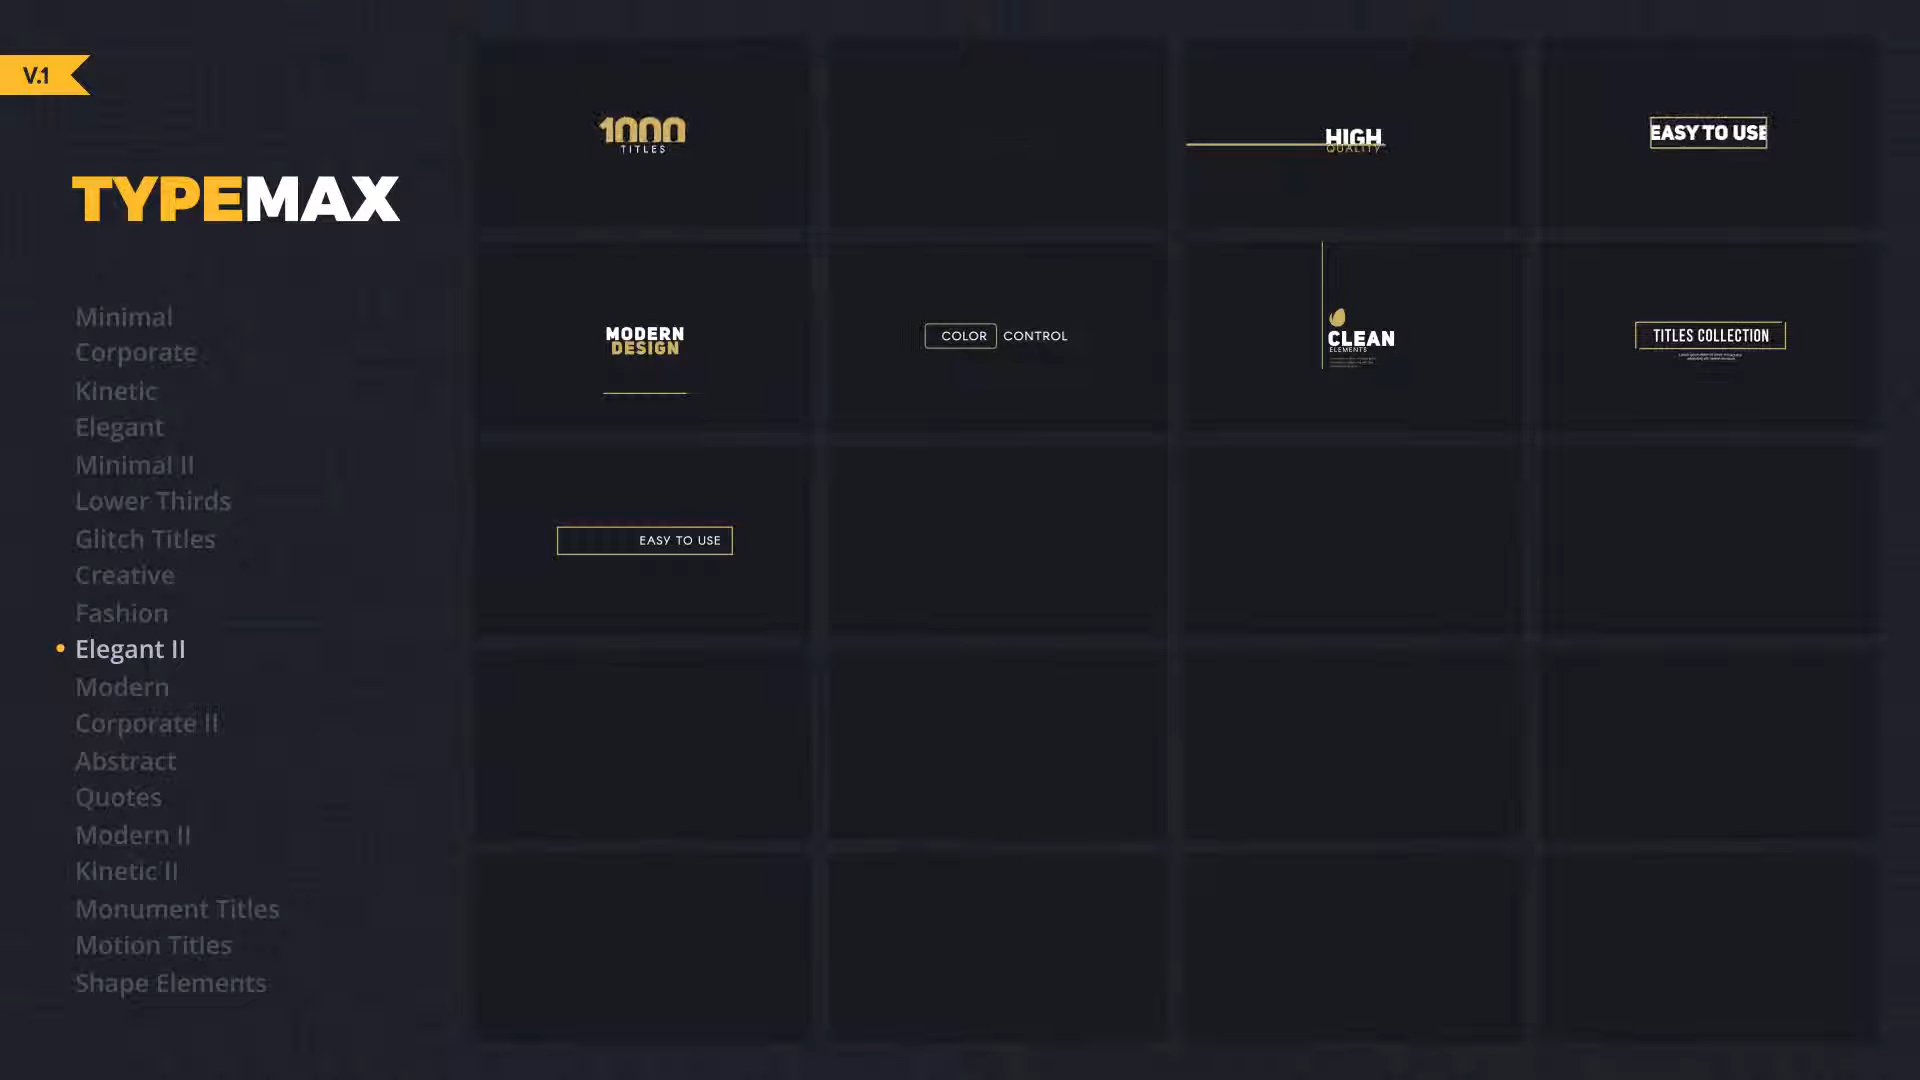 V.1
TYPEMAX
Minimal
Corporate
Kinetic
Elegant
Minimal II
Lower Thirds
Glitch Titles
Creative
Fashion
Elegant II
Modern
Corporate II
Abstract
Quotes
Modern II
Kinetic II
Monument Titles
Motion Titles
Shape Elements
1000
TITLES
HIGH
QUALITY
EASY TO USE
MODERN
DESIGN
COLOR CONTROL
CLEAN
ELEMENTS
TITLES COLLECTION
EASY TO USE